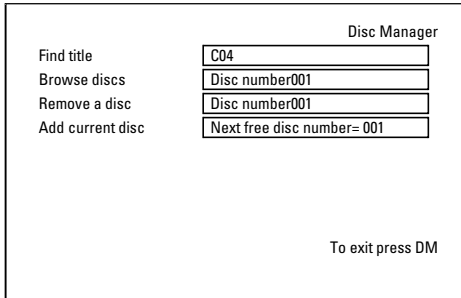 Disc Manager
Find title C04
Browse discs Disc number001
Remove a disc Disc number001
Add current disc Next free disc number= 001
To exit press DM